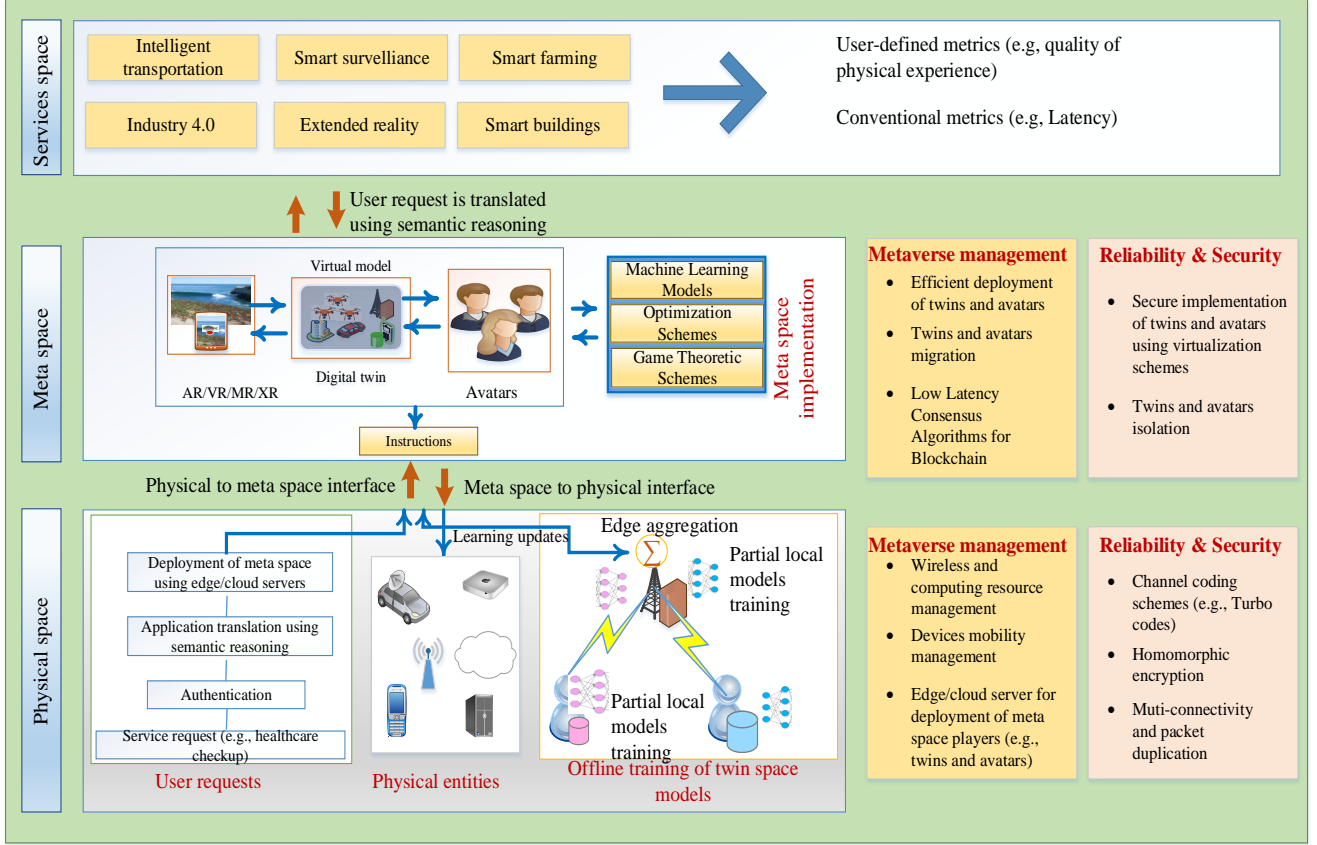 Services space
Intelligent
transportation
Smart survelliance
Smart farming
Industry 4.0
Extended reality
Smart buildings
User-defined metrics (e.g, quality of
physical experience)
Conventional metrics (e.g, Latency)
User request is translated
using semantic reasoning
Meta space
Virtual model
Digital twin
AR/VR/MR/XR
Avatars
Instructions
Machine Learning
Models
Optimization
Schemes
Game Theoretic
Schemes
Meta space
implementation
Metaverse management
• Efficient deployment
of twins and avatars
• Twins and avatars
migration
• Low Latency
Consensus
Algorithms for
Blockchain
Reliability & Security
• Secure implementation
of twins and avatars
using virtualization
schemes
• Twins and avatars
isolation
Physical to meta space interface
Meta space to physical interface
Physical space
Deployment of meta space
using edge/cloud servers
Application translation using
semantic reasoning
Authentication
Service request (e.g., healthcare
checkup)
User requests
Learning updates
Physical entities
Edge aggregation
Σ
Partial local
models
training
Partial local
models
training
Offline training of twin space
models
Metaverse management
• Wireless and
computing resource
management
• Devices mobility
management
• Edge/cloud server for
deployment of meta
space players (e.g.,
twins and avatars)
Reliability & Security
• Channel coding
schemes (e.g., Turbo
codes)
• Homomorphic
encryption
• Muti-connectivity
and packet
duplication